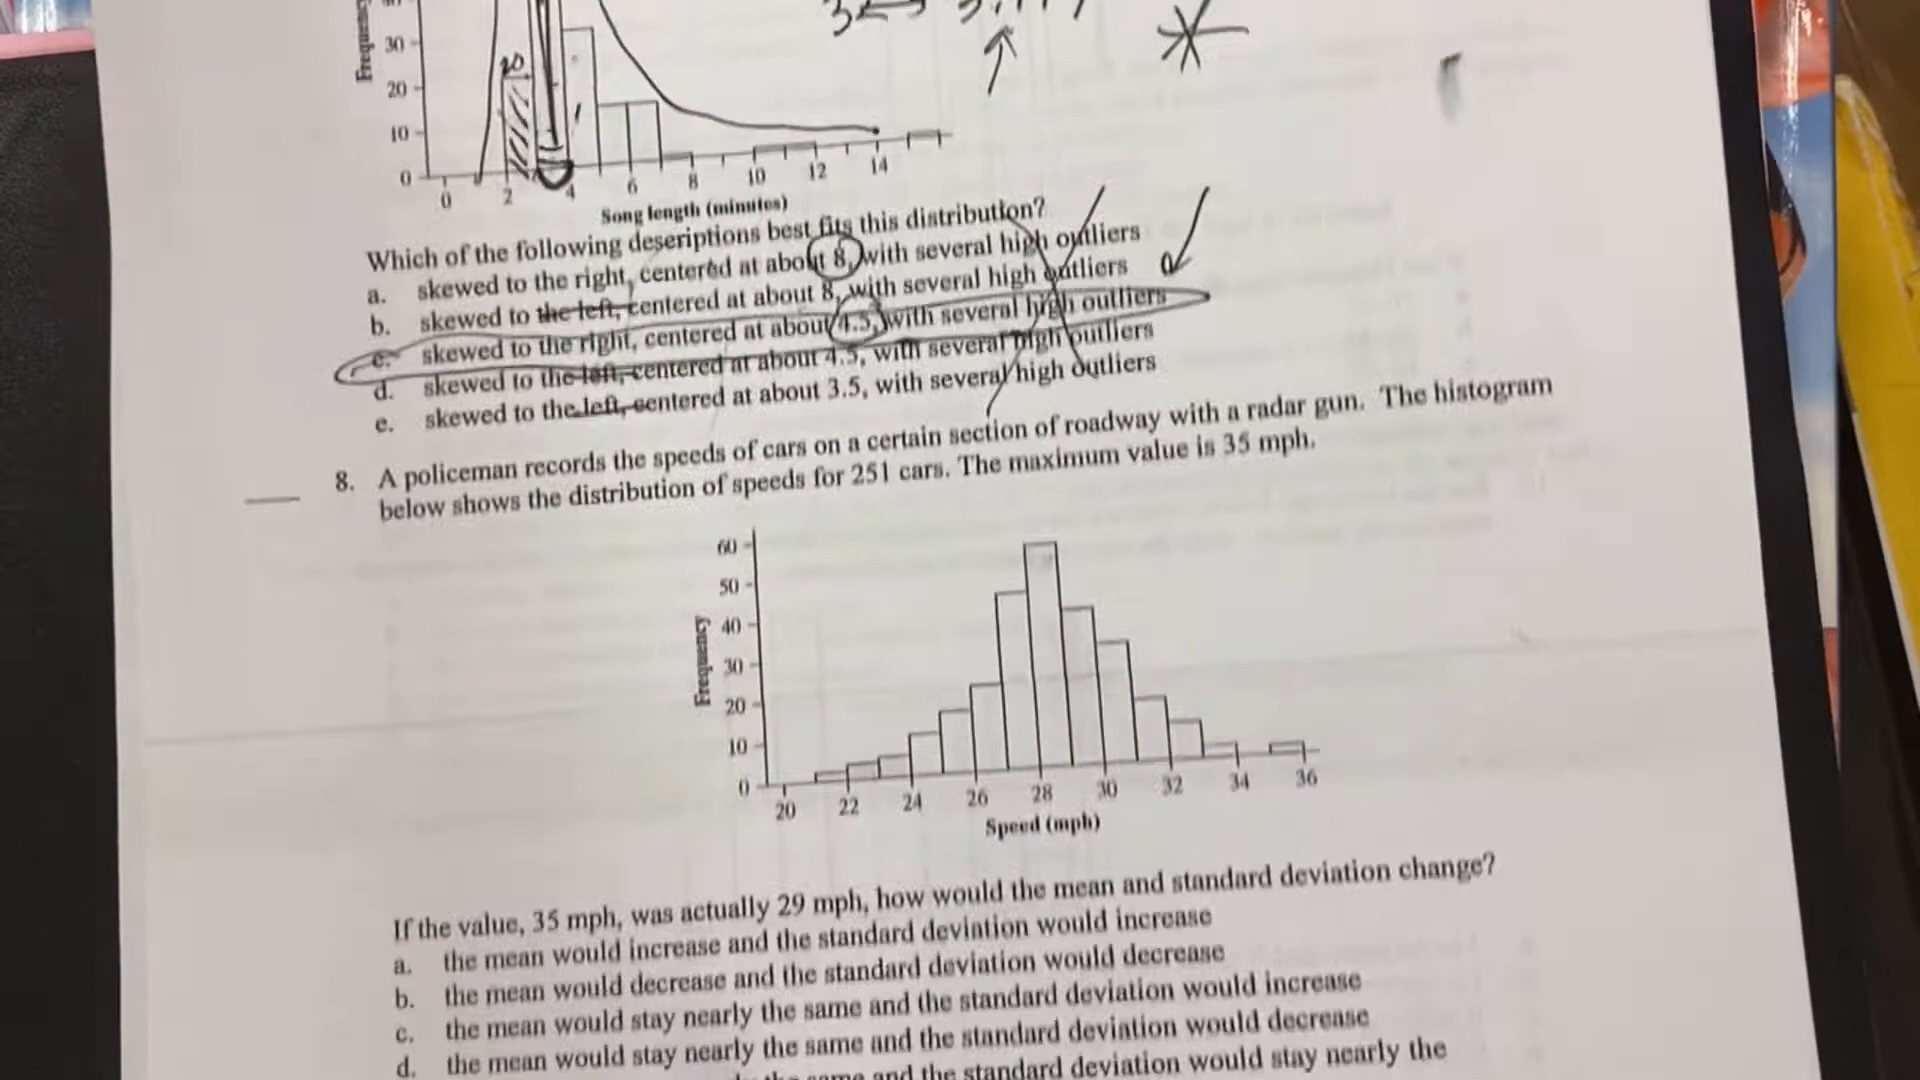 Frequency
30
20
10
0
20
0 2 4 6 8 10 12 14
Song length (minutes)
Which of the following descriptions best fits this distribution?
a. skewed to the right, centered at about 8, with several high outliers
b. skewed to the left, centered at about 8, with several high outliers
c. skewed to the right, centered at about 4.5, with several high outliers
d. skewed to the left, centered at about 4.5, with several high outliers
e. skewed to the left, centered at about 3.5, with several high outliers
8. A policeman records the speeds of cars on a certain section of roadway with a radar gun. The histogram
below shows the distribution of speeds for 251 cars. The maximum value is 35 mph.
60
50
40
Frequency
30
20
10
0
20 22 24 26 28 30 32 34 36
Speed (mph)
If the value, 35 mph, was actually 29 mph, how would the mean and standard deviation change?
a. the mean would increase and the standard deviation would increase
b. the mean would decrease and the standard deviation would decrease
c. the mean would stay nearly the same and the standard deviation would increase
d. the mean would stay nearly the same and the standard deviation would decrease
same and the standard deviation would stay nearly the